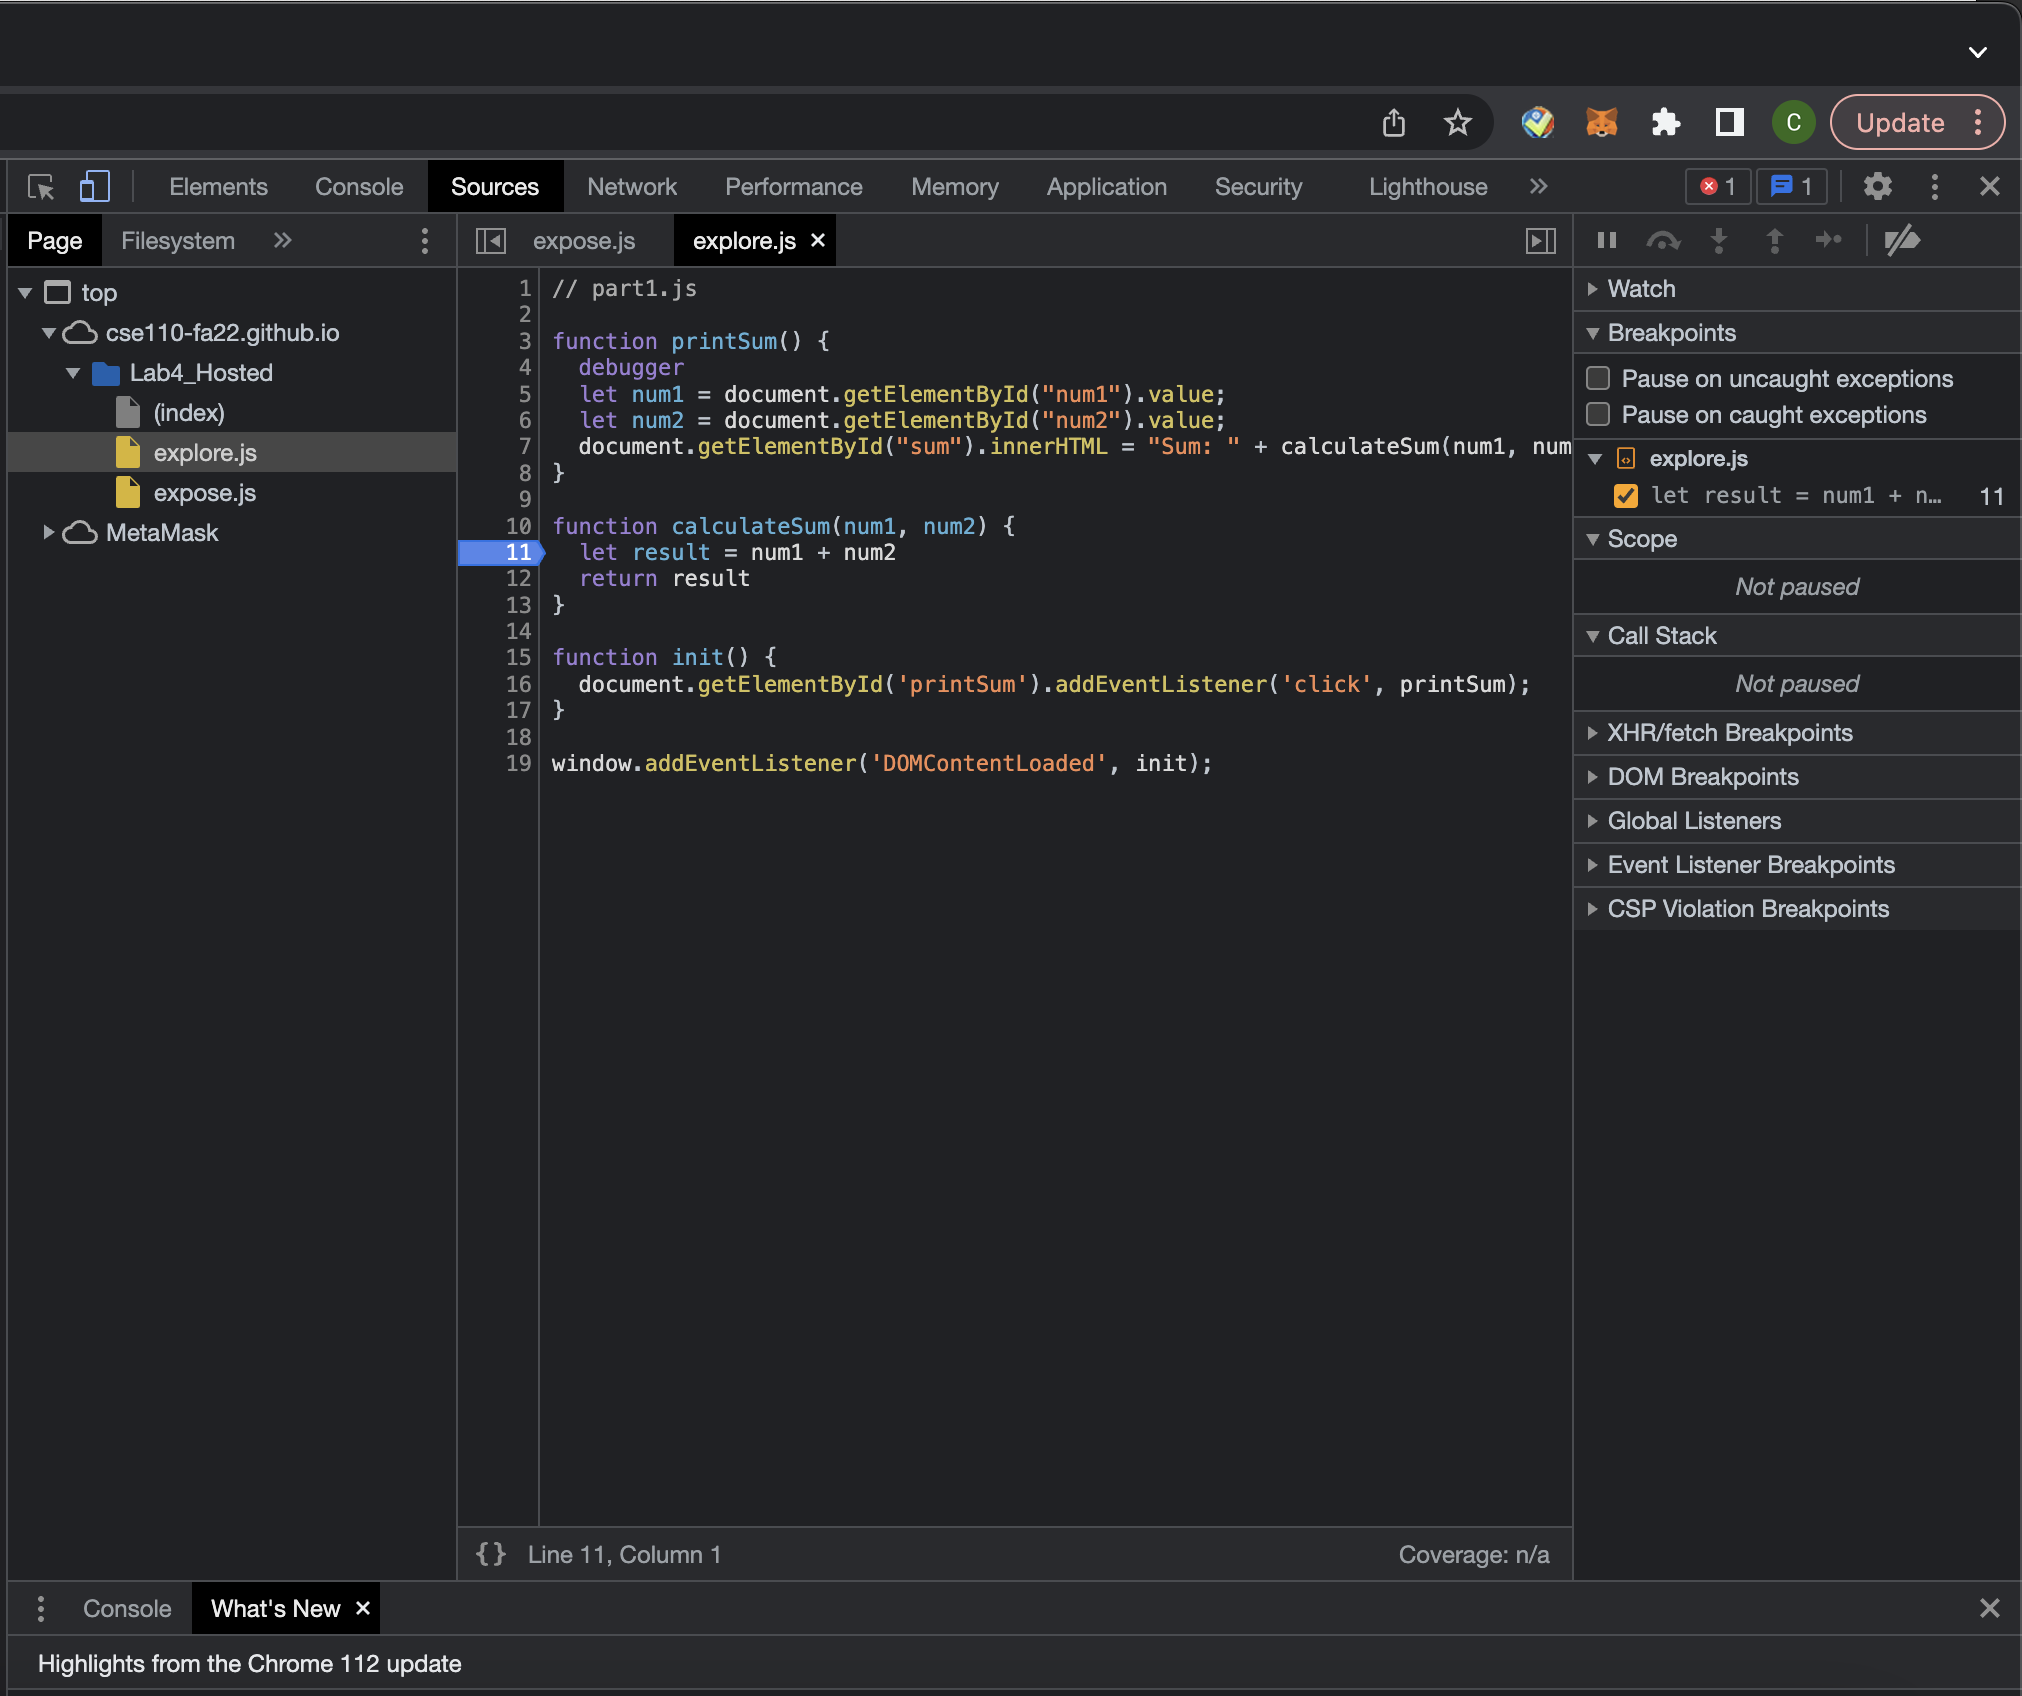 C
Update
Elements Console Sources Network Performance Memory Application Security Lighthouse 1 1
Page Filesystem
expose.js explore.js
top
cse110-fa22.github.io
Lab4_Hosted
(index)
explore.js
expose.js
MetaMask
1 // part1.js
2
3 function printSum() {
4 debugger
5 let num1 = document.getElementById("num1").value;
6 let num2 = document.getElementById("num2").value;
7 document.getElementById("sum").innerHTML = "Sum: " + calculateSum(num1, num
8 }
9
10 function calculateSum(num1, num2) {
11 let result = num1 + num2
12 return result
13 }
14
15 function init() {
16 document.getElementById('printSum').addEventListener('click', printSum);
17 }
18
19 window.addEventListener('DOMContentLoaded', init);
{} Line 11, Column 1
Coverage: n/a
Watch
Breakpoints
Pause on uncaught exceptions
Pause on caught exceptions
explore.js
let result = num1 + n… 11
Scope
Not paused
Call Stack
Not paused
XHR/fetch Breakpoints
DOM Breakpoints
Global Listeners
Event Listener Breakpoints
CSP Violation Breakpoints
Console What's New
Highlights from the Chrome 112 update